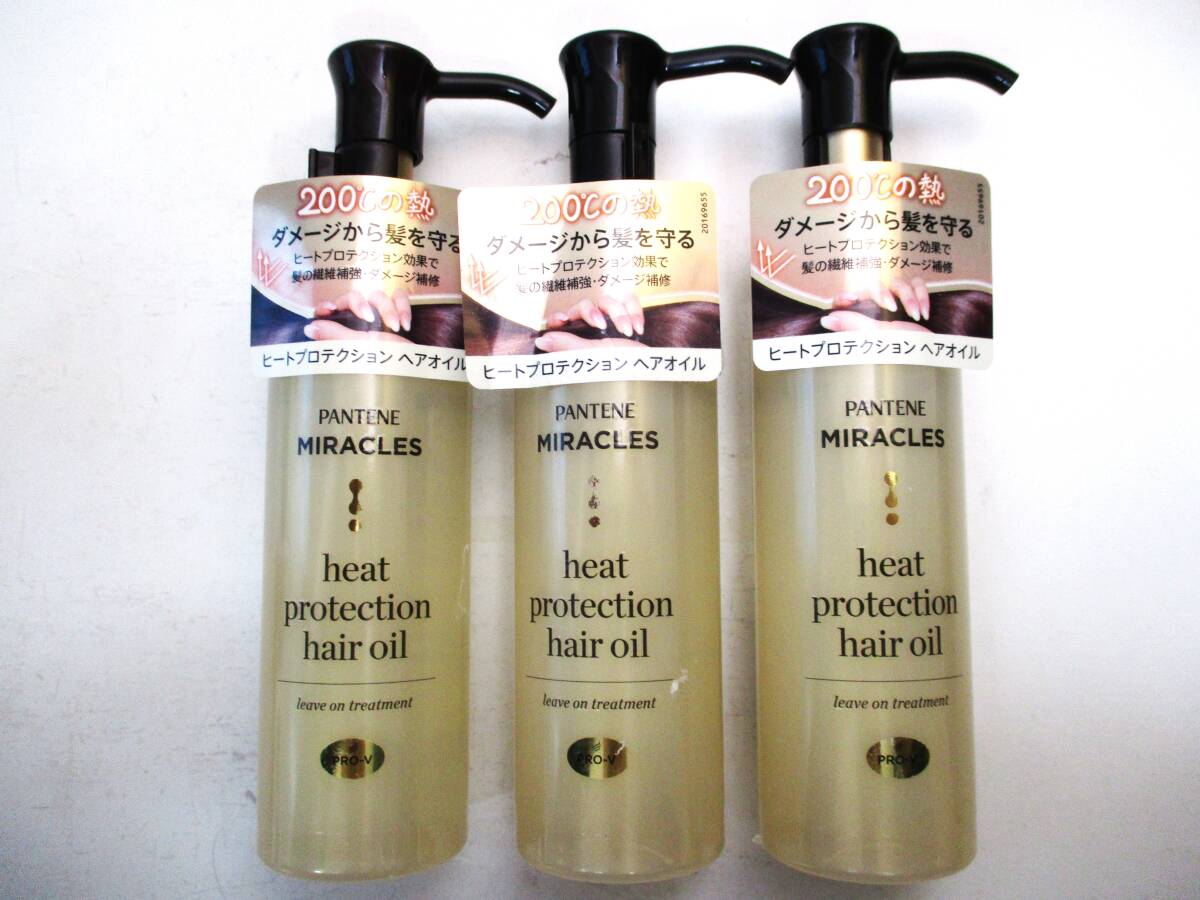 200℃の熱
ダメージから髪を守る
ヒートプロテクション効果で
髪の繊維補強・ダメージ補修
ヒートプロテクション ヘアオイル
PANTENE
MIRACLES
heat
protection
hair oil
leave on treatment
PRO-V
200℃の熱
ダメージから髪を守る
ヒートプロテクション効果で
髪の繊維補強・ダメージ補修
20169655
ヒートプロテクション ヘアオイル
PANTENE
MIRACLES
heat
protection
hair oil
leave on treatment
PRO-V
200℃の熱
ダメージから髪を守る
ヒートプロテクション効果で
髪の繊維補強・ダメージ補修
20169655
ヒートプロテクション ヘアオイル
PANTENE
MIRACLES
heat
protection
hair oil
leave on treatment
PRO-V